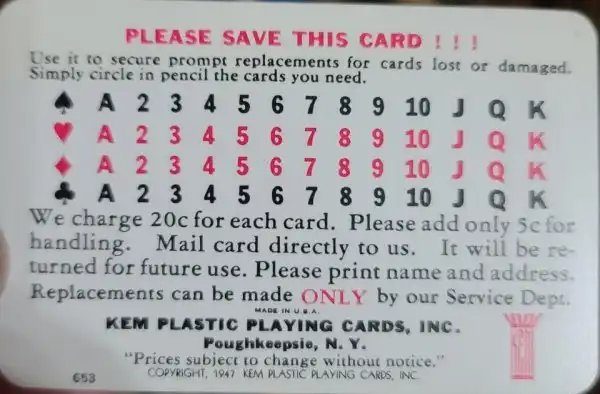 PLEASE SAVE THIS CARD ! ! !
Use it to secure prompt replacements for cards lost or damaged.
Simply circle in pencil the cards you need.
♠ A 2 3 4 5 6 7 8 9 10 J Q K
♥ A 2 3 4 5 6 7 8 9 10 J Q K
♦ A 2 3 4 5 6 7 8 9 10 J Q K
♣ A 2 3 4 5 6 7 8 9 10 J Q K
We charge 20c for each card. Please add only 5c for
handling. Mail card directly to us. It will be re-
turned for future use. Please print name and address.
Replacements can be made ONLY by our Service Dept.
MADE IN U.S.A.
KEM PLASTIC PLAYING CARDS, INC.
Poughkeepsie, N. Y.
"Prices subject to change without notice."
653 COPYRIGHT, 1947 KEM PLASTIC PLAYING CARDS, INC.